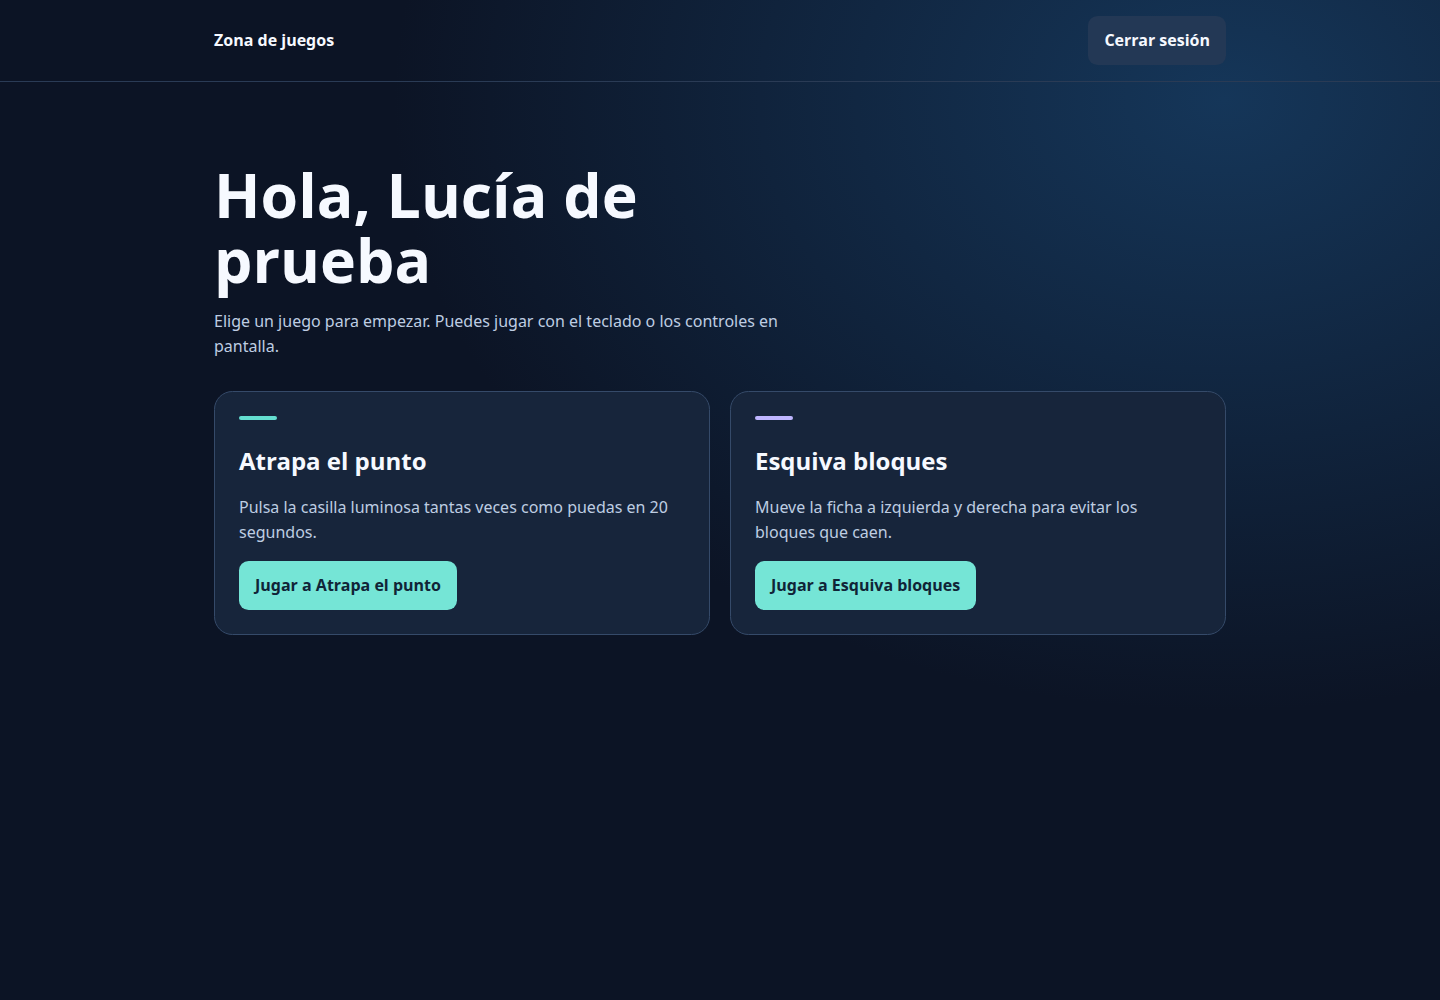 Zona de juegos
Cerrar sesión
Hola, Lucía de
prueba
Elige un juego para empezar. Puedes jugar con el teclado o los controles en
pantalla.
Atrapa el punto
Pulsa la casilla luminosa tantas veces como puedas en 20
segundos.
Jugar a Atrapa el punto
Esquiva bloques
Mueve la ficha a izquierda y derecha para evitar los
bloques que caen.
Jugar a Esquiva bloques